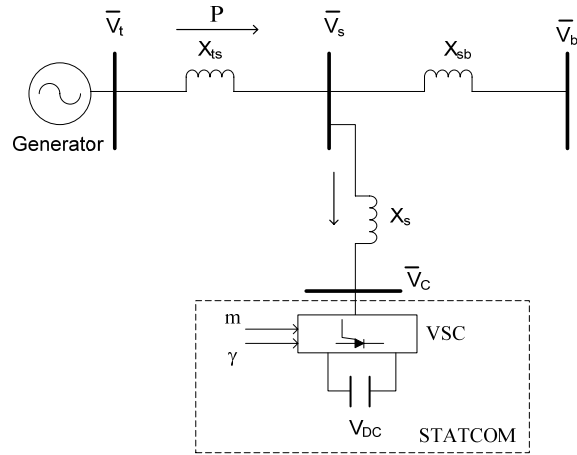 V̅t
P
V̅s
V̅b
Xts
Xsb
Generator
Xs
V̅C
m
γ
VSC
VDC
STATCOM